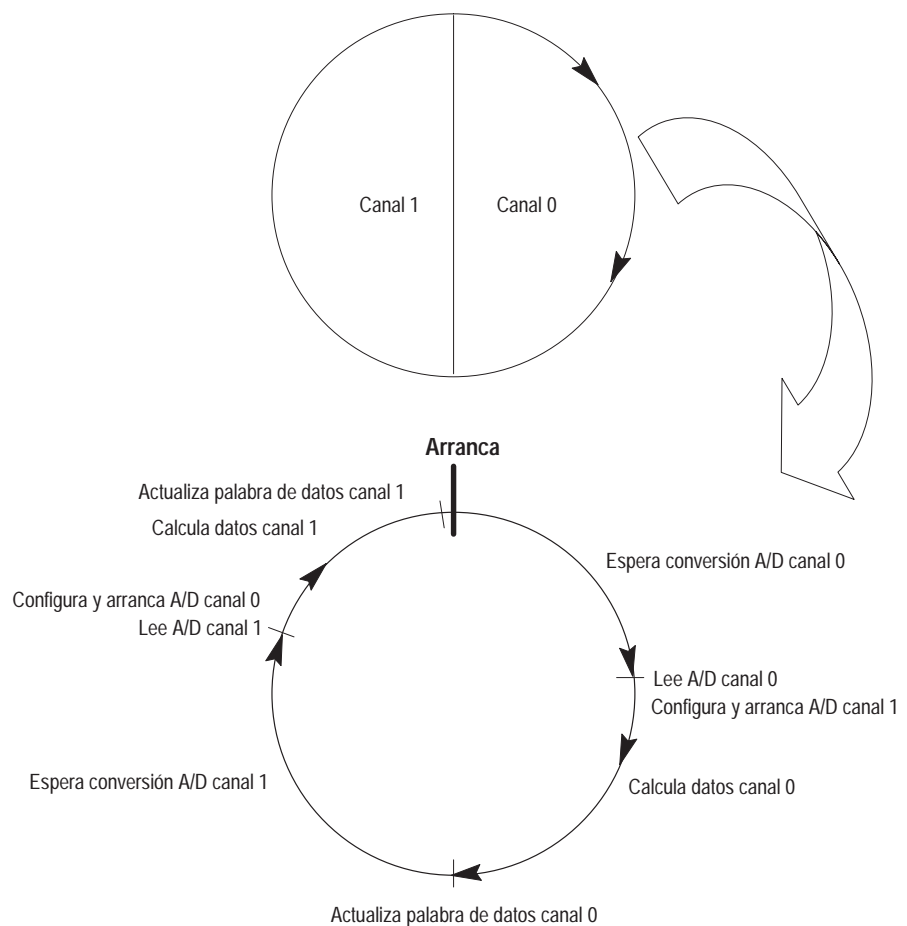 Canal 1
Canal 0
Arranca
Actualiza palabra de datos canal 1
Calcula datos canal 1
Espera conversión A/D canal 0
Configura y arranca A/D canal 0
Lee A/D canal 1
Lee A/D canal 0
Configura y arranca A/D canal 1
Espera conversión A/D canal 1
Calcula datos canal 0
Actualiza palabra de datos canal 0